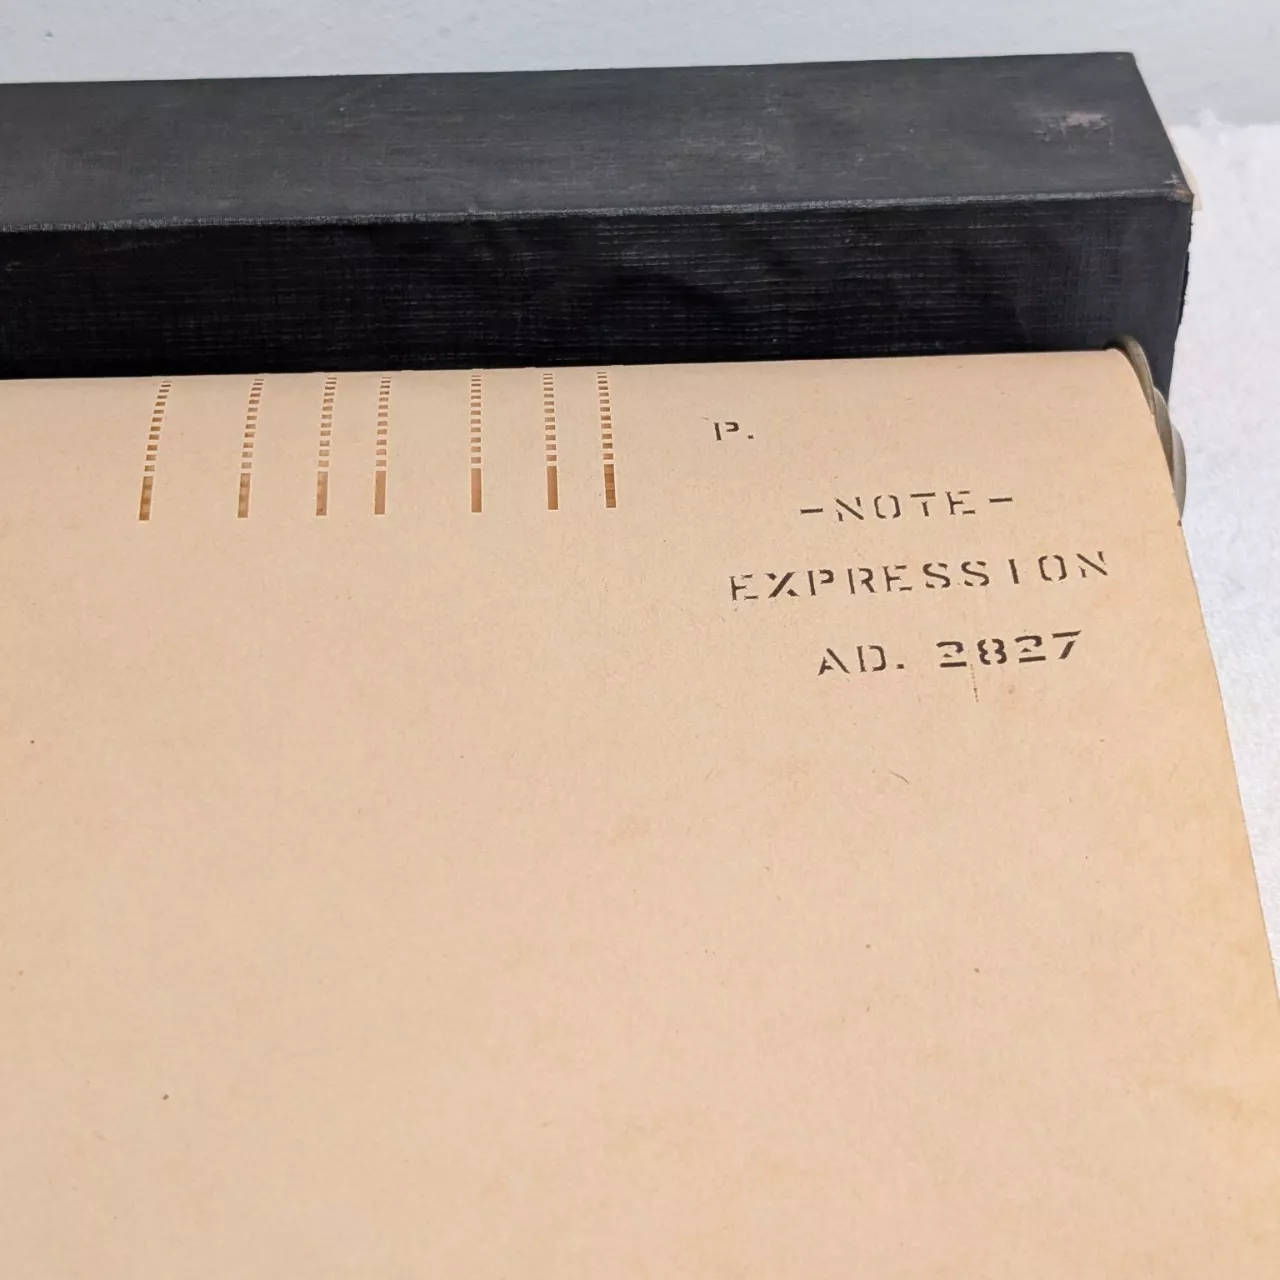 P.
-NOTE-
EXPRESSION
AD. 2827